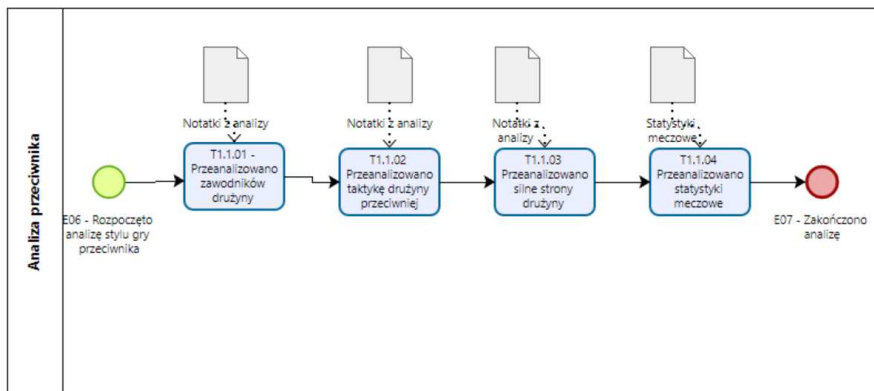 Analiza przeciwnika
Notatki z analizy
Notatki z analizy
Notatki z
analizy
Statystyki
meczowe
T1.1.01 -
Przeanalizowano
zawodników
drużyny
T1.1.02
Przeanalizowano
taktykę drużyny
przeciwniej
T1.1.03
Przeanalizowano
silne strony
drużyny
T1.1.04
Przeanalizowano
statystyki
meczowe
E06 - Rozpoczęto
analizę stylu gry
przeciwnika
E07 - Zakończono
analizę